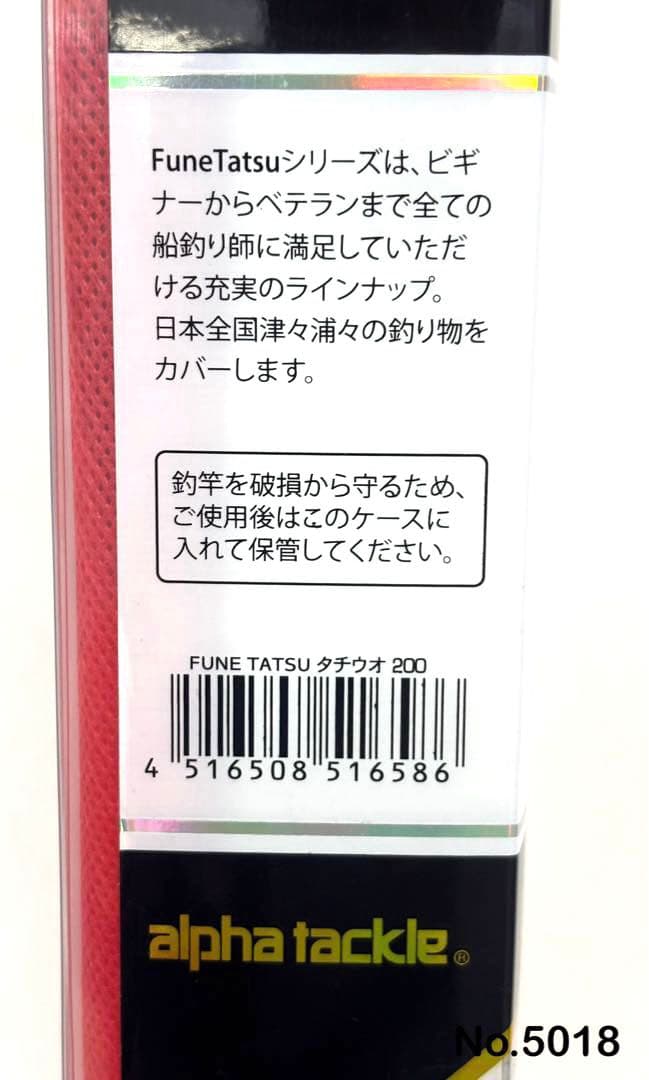 FuneTatsuシリーズは、ビギ
ナーからベテランまで全ての
船釣り師に満足していただ
ける充実のラインナップ。
日本全国津々浦々の釣り物を
カバーします。
釣竿を破損から守るため、
ご使用後はこのケースに
入れて保管してください。
FUNE TATSU タチウオ 200
4 516508 516586
alpha tackle®
No.5018